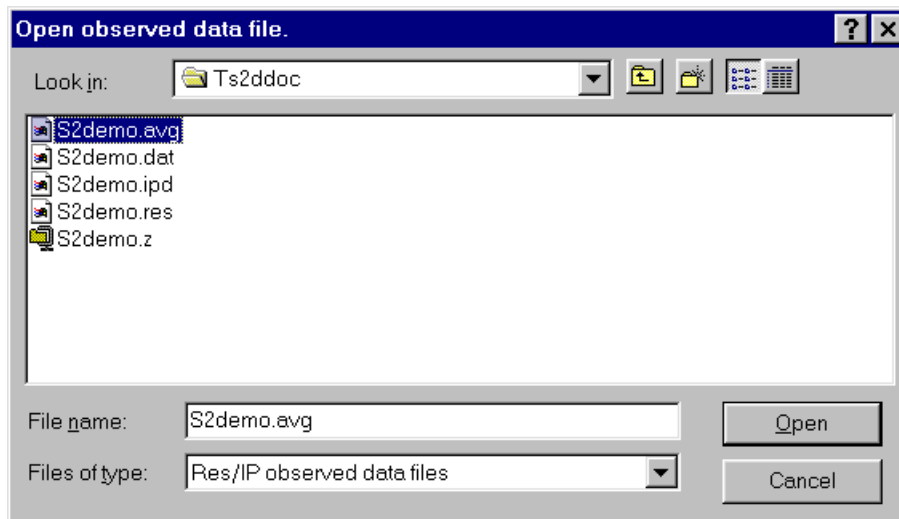 Open observed data file.
Look in: Ts2ddoc
S2demo.avg
S2demo.dat
S2demo.ipd
S2demo.res
S2demo.z
File name: S2demo.avg Open
Files of type: Res/IP observed data files Cancel